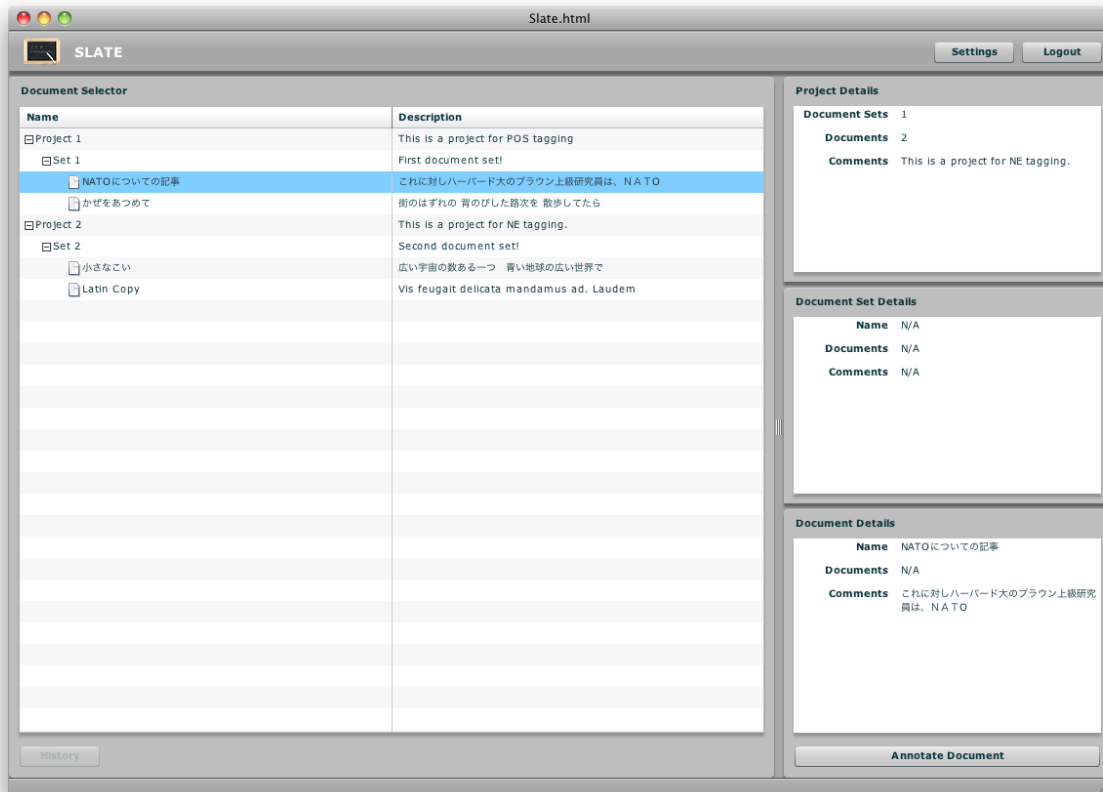 Slate.html
SLATE
Settings
Logout
Document Selector
Name
Description
Project 1
This is a project for POS tagging
Set 1
First document set!
NATOについての記事
これに対しハーバード大のブラウン上級研究員は、ＮＡＴＯ
かぜをあつめて
街のはずれの 背のびした路次を 散歩してたら
Project 2
This is a project for NE tagging.
Set 2
Second document set!
小さなこい
広い宇宙の数ある一つ　青い地球の広い世界で
Latin Copy
Vis feugait delicata mandamus ad. Laudem
History
Project Details
Document Sets 1
Documents 2
Comments This is a project for NE tagging.
Document Set Details
Name N/A
Documents N/A
Comments N/A
Document Details
Name NATOについての記事
Documents N/A
Comments これに対しハーバード大のブラウン上級研究
員は、ＮＡＴＯ
Annotate Document